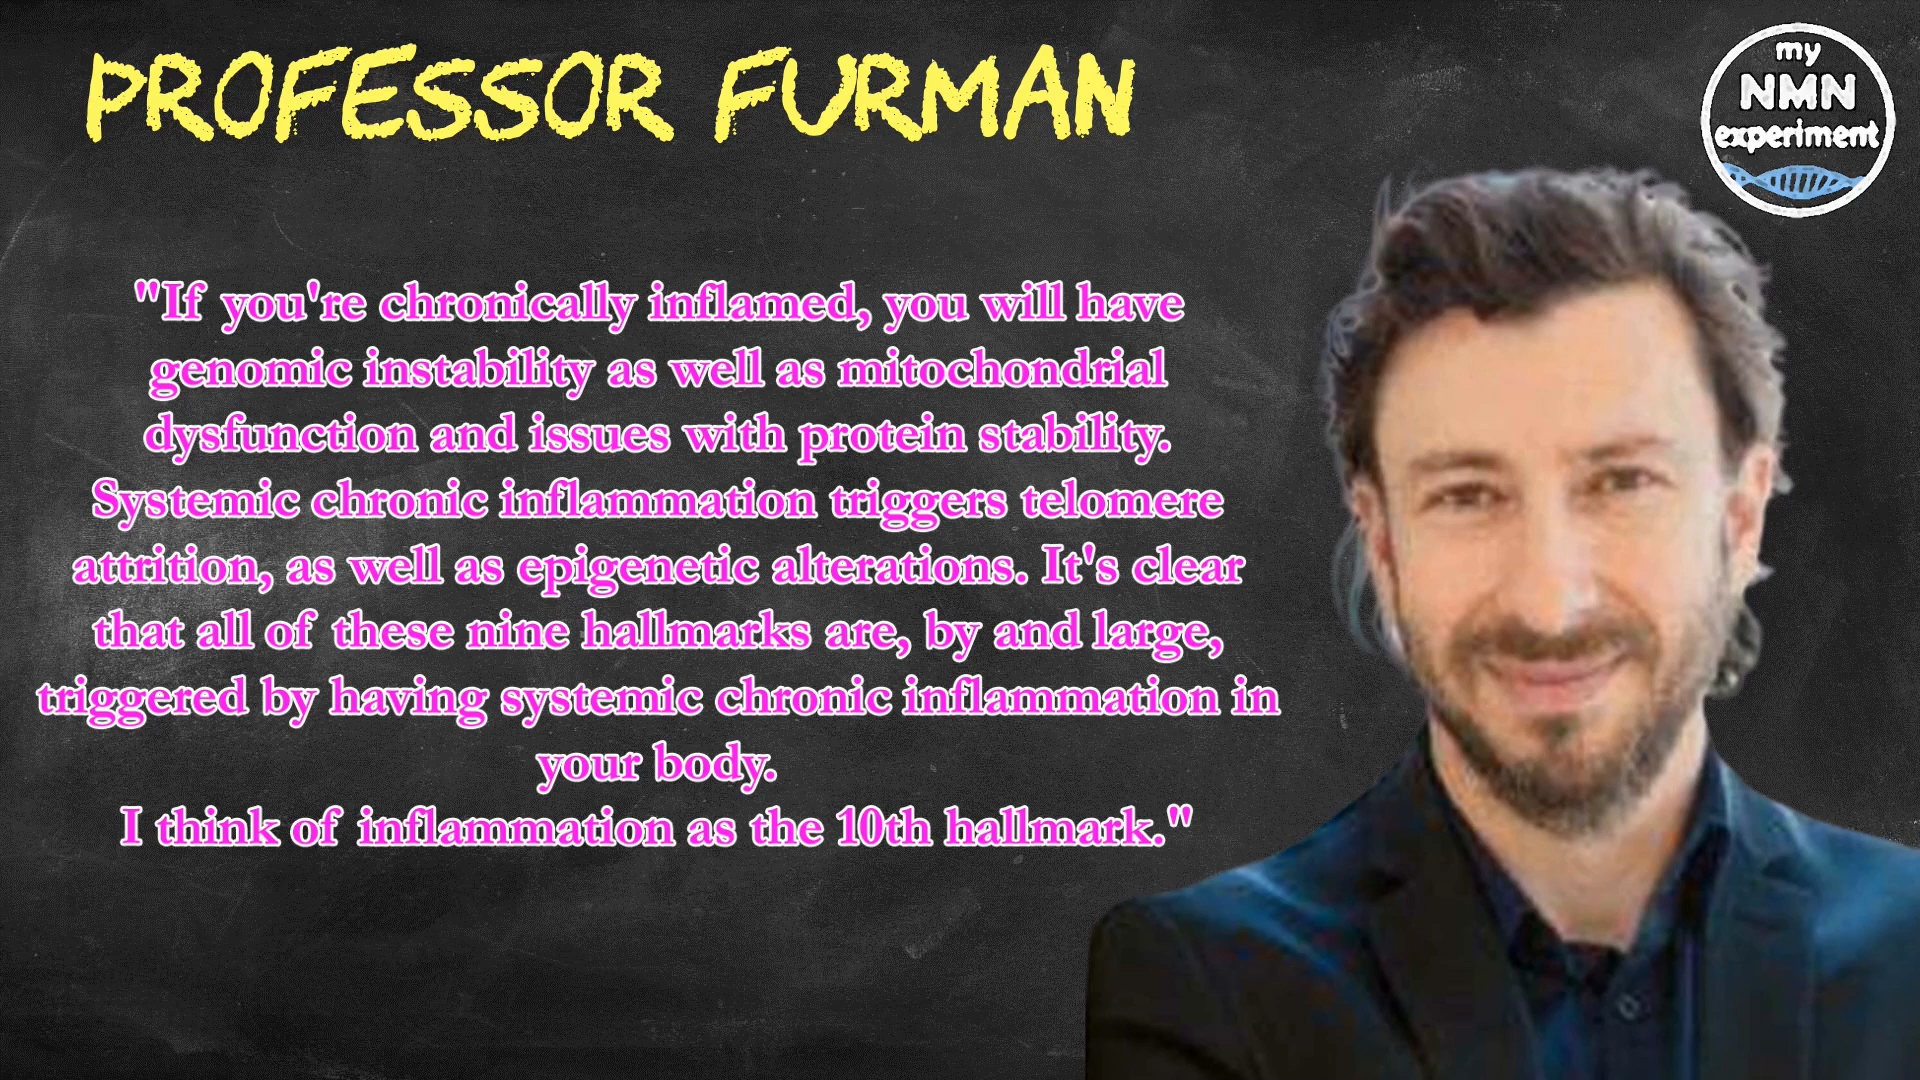 PROFESSOR FURMAN
my
NMN
experiment
"If you're chronically inflamed, you will have
genomic instability as well as mitochondrial
dysfunction and issues with protein stability.
Systemic chronic inflammation triggers telomere
attrition, as well as epigenetic alterations. It's clear
that all of these nine hallmarks are, by and large,
triggered by having systemic chronic inflammation in
your body.
I think of inflammation as the 10th hallmark."